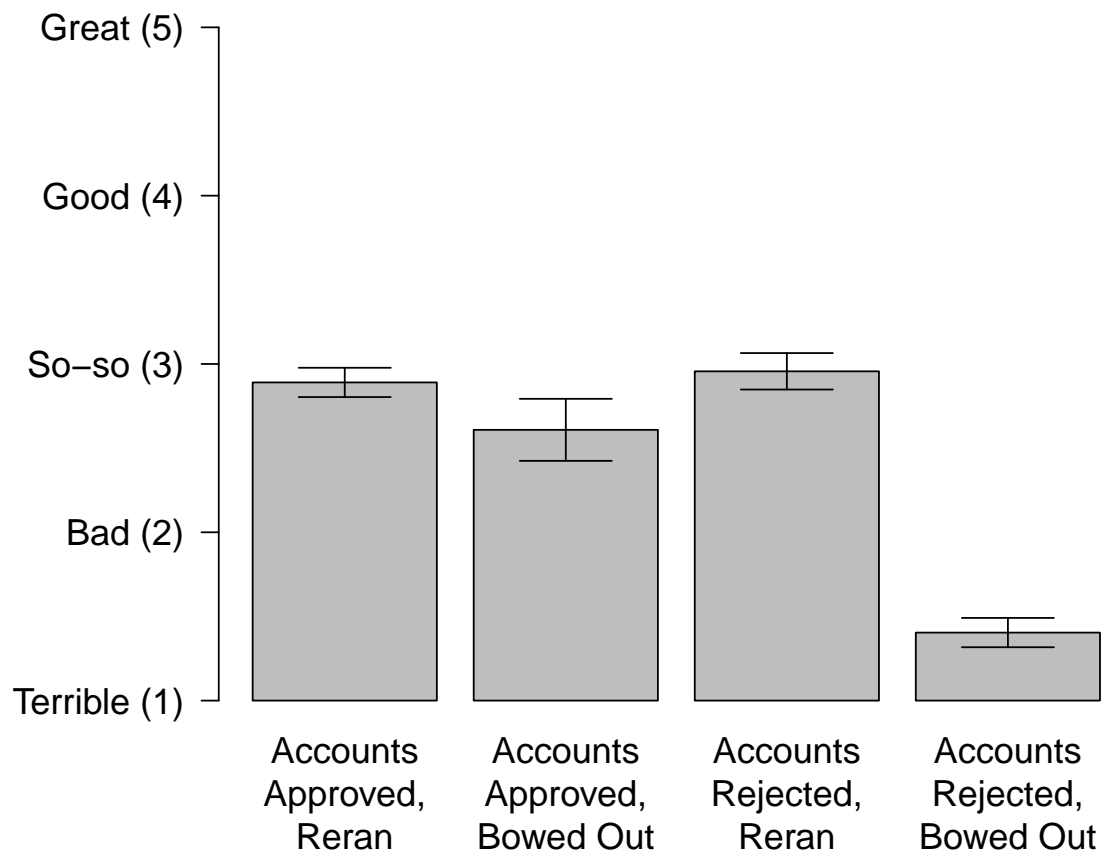 Great (5)
Good (4)
So−so (3)
Bad (2)
Terrible (1)
Accounts
Approved,
Reran
Accounts
Approved,
Bowed Out
Accounts
Rejected,
Reran
Accounts
Rejected,
Bowed Out